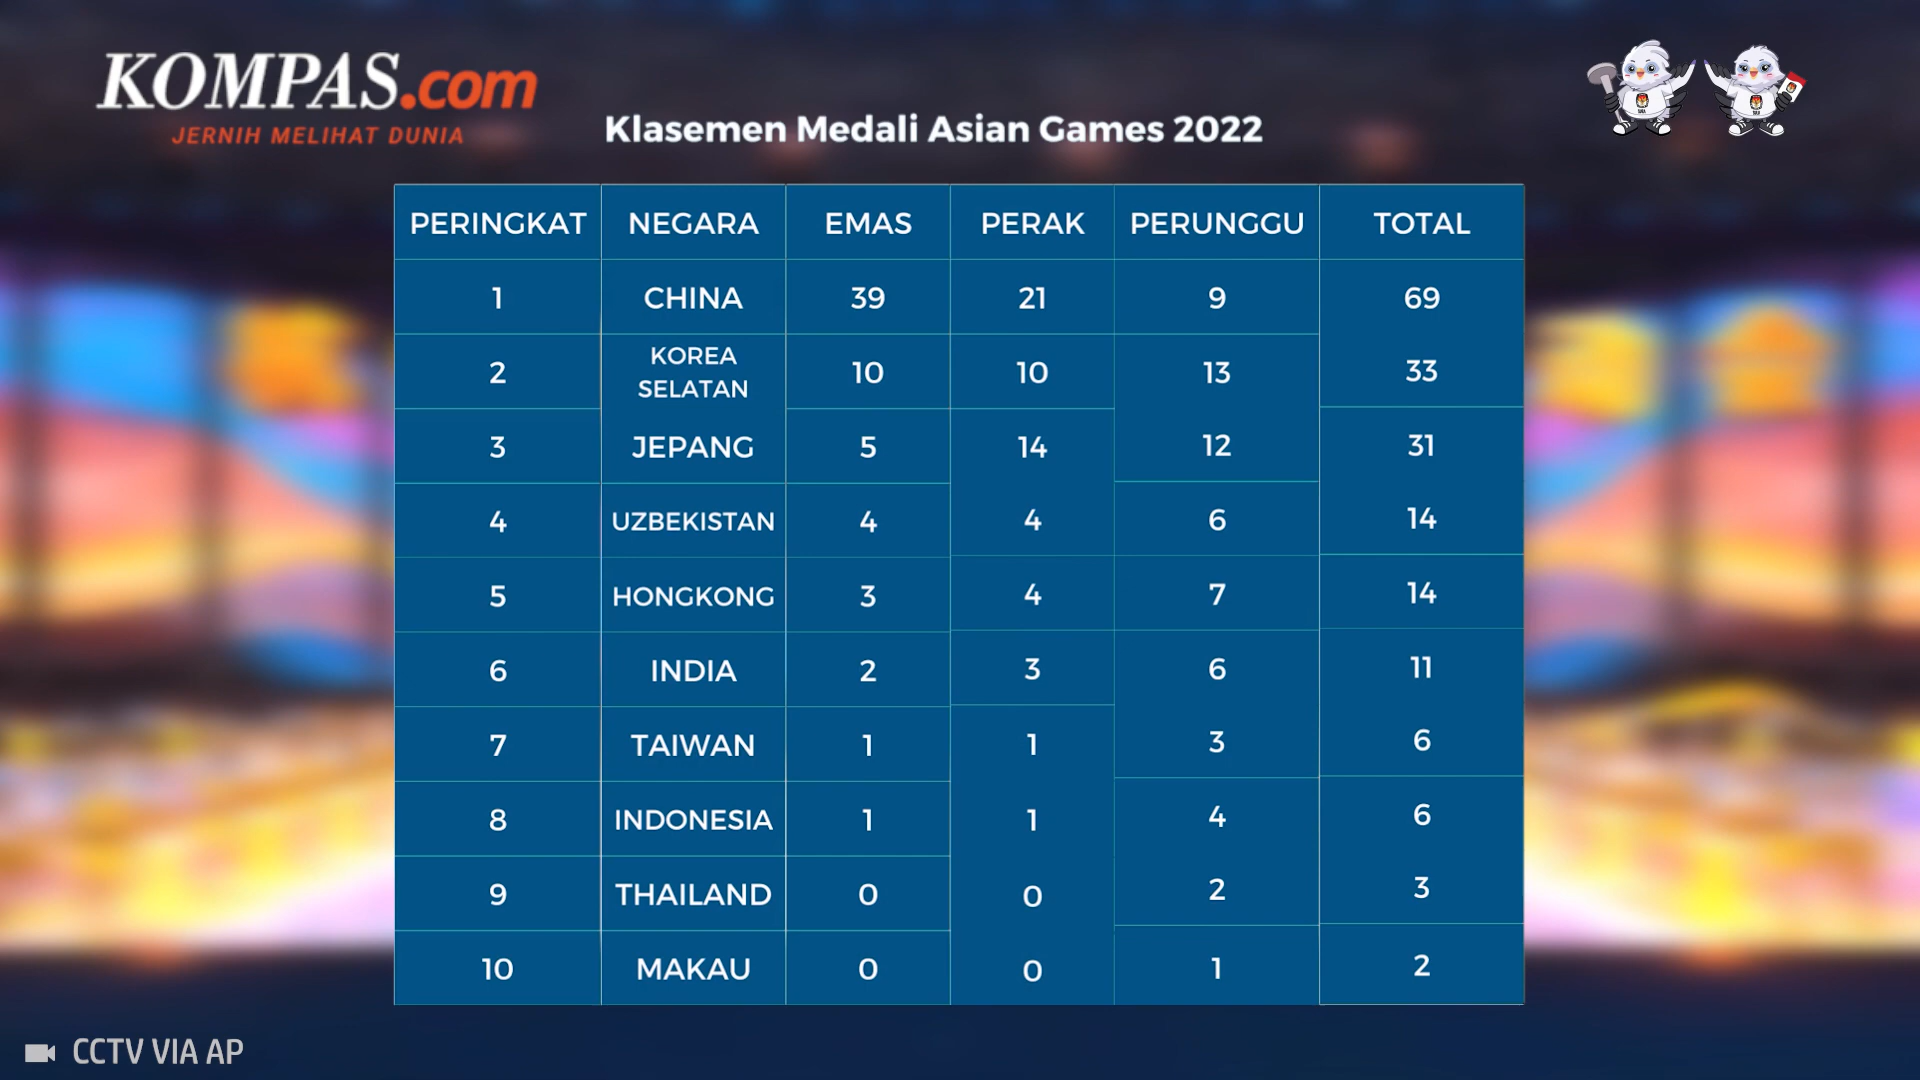 KOMPAS.com
JERNIH MELIHAT DUNIA
Klasemen Medali Asian Games 2022
PERINGKAT NEGARA EMAS PERAK PERUNGGU TOTAL
1 CHINA 39 21 9 69
2 KOREA SELATAN 10 10 13 33
3 JEPANG 5 14 12 31
4 UZBEKISTAN 4 4 6 14
5 HONGKONG 3 4 7 14
6 INDIA 2 3 6 11
7 TAIWAN 1 1 3 6
8 INDONESIA 1 1 4 6
9 THAILAND 0 0 2 3
10 MAKAU 0 0 1 2
CCTV VIA AP